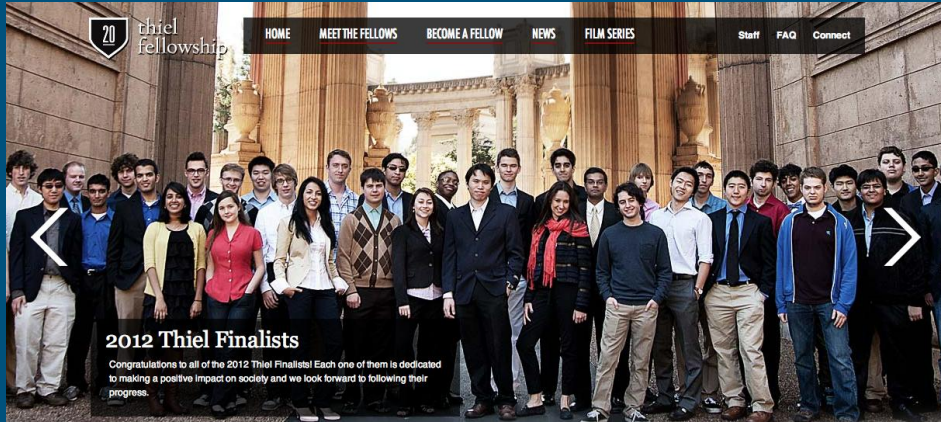 20
thiel
fellowship
HOME MEET THE FELLOWS BECOME A FELLOW NEWS FILM SERIES Staff FAQ Connect
2012 Thiel Finalists
Congratulations to all of the 2012 Thiel Finalists! Each one of them is dedicated
to making a positive impact on society and we look forward to following their
progress.